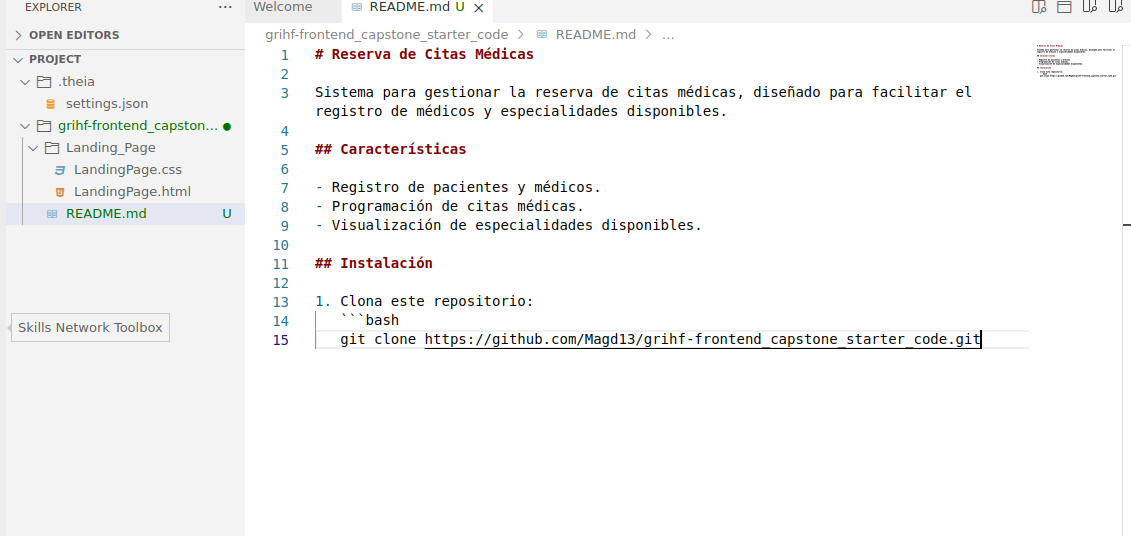 EXPLORER ...
Welcome README.md U ×
OPEN EDITORS
grihf-frontend_capstone_starter_code > README.md > ...
PROJECT
.theia
settings.json
grihf-frontend_capston... ●
Landing_Page
LandingPage.css
LandingPage.html
README.md U
Skills Network Toolbox
1 # Reserva de Citas Médicas
2
3 Sistema para gestionar la reserva de citas médicas, diseñado para facilitar el
registro de médicos y especialidades disponibles.
4
5 ## Características
6
7 - Registro de pacientes y médicos.
8 - Programación de citas médicas.
9 - Visualización de especialidades disponibles.
10
11 ## Instalación
12
13 1. Clona este repositorio:
14 ```bash
15 git clone https://github.com/Magd13/grihf-frontend_capstone_starter_code.git